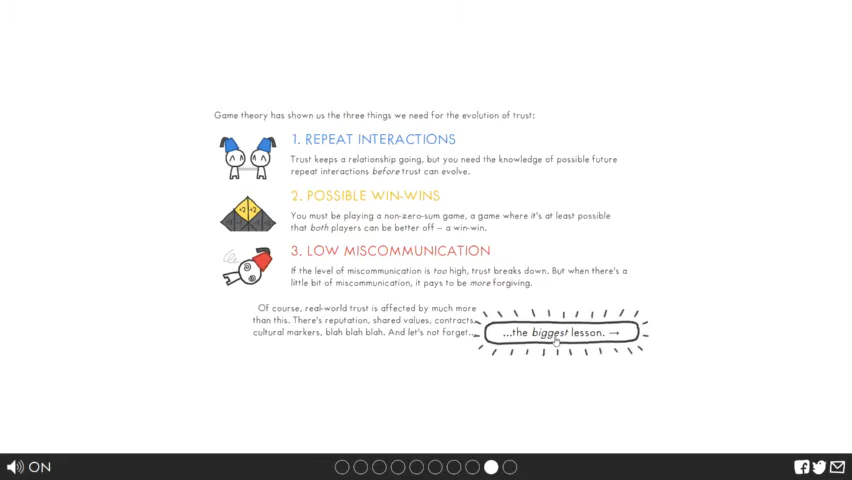 Game theory has shown us the three things we need for the evolution of trust:
1. REPEAT INTERACTIONS
Trust keeps a relationship going, but you need the knowledge of possible future
repeat interactions before trust can evolve.
+2 +2
2. POSSIBLE WIN-WINS
You must be playing a non-zero-sum game, a game where it's at least possible
that both players can be better off – a win-win.
3. LOW MISCOMMUNICATION
If the level of miscommunication is too high, trust breaks down. But when there's a
little bit of miscommunication, it pays to be more forgiving.
Of course, real-world trust is affected by much more
than this. There's reputation, shared values, contracts,
cultural markers, blah blah blah. And let's not forget...
...the biggest lesson. →
ON